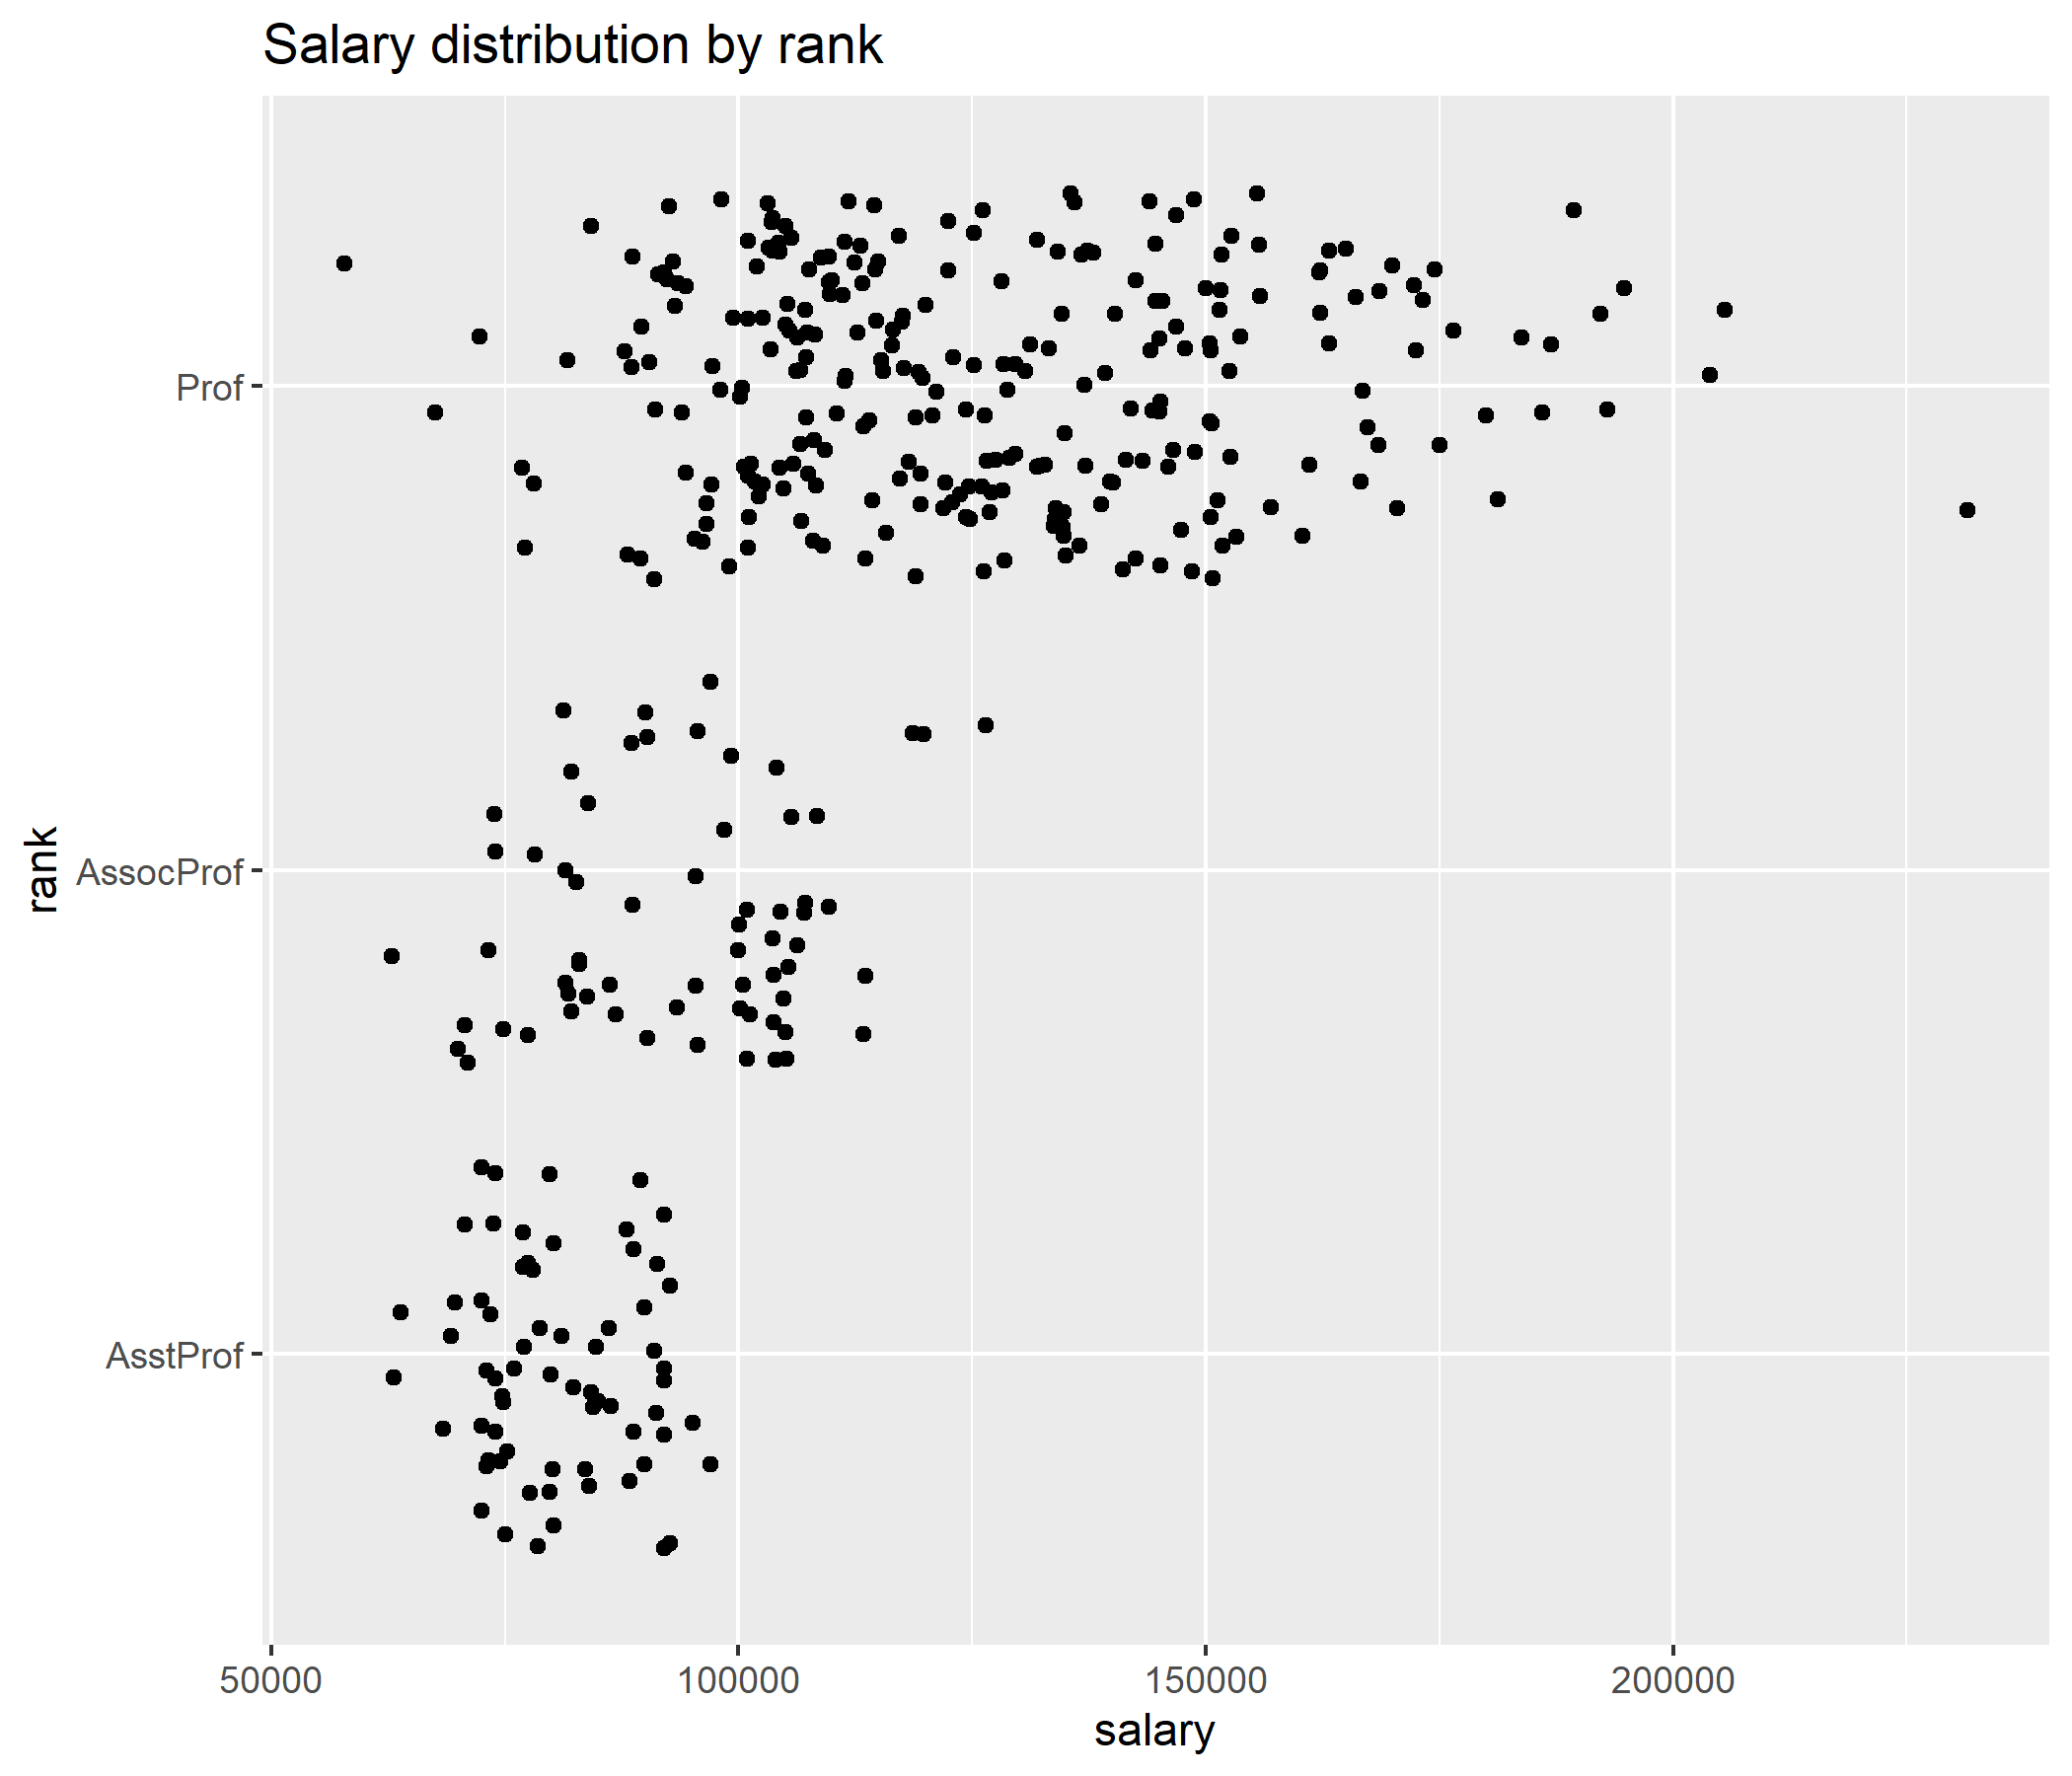 Salary distribution by rank
Prof
AssocProf
AsstProf
rank
50000 100000 150000 200000
salary